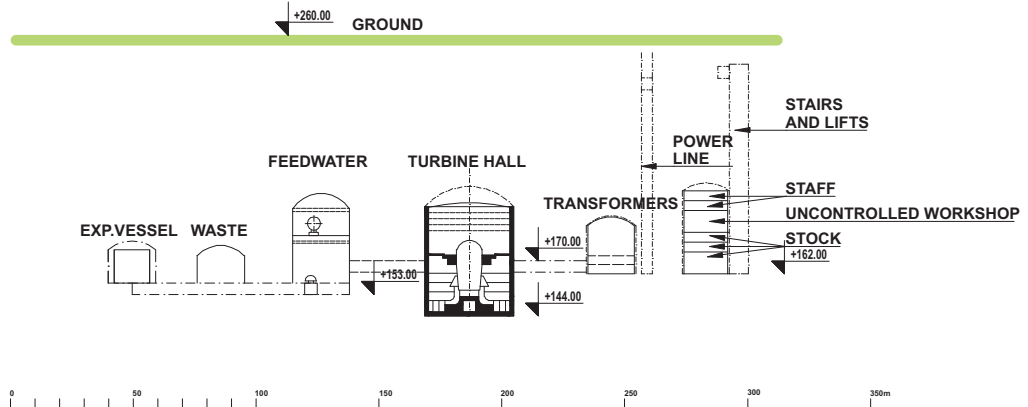 +260.00
GROUND
STAIRS
AND LIFTS
POWER
LINE
FEEDWATER
TURBINE HALL
STAFF
TRANSFORMERS
UNCONTROLLED WORKSHOP
EXP.VESSEL
WASTE
STOCK
+170.00
+162.00
+153.00
+144.00
0 50 100 150 200 250 300 350m